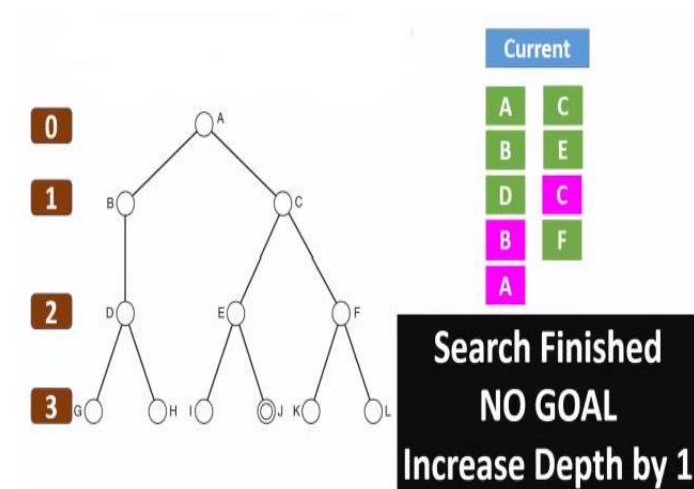 Current
A C
B E
D C
B F
A
0
A
1
B C
2
D E F
3
G H I J K L
Search Finished
NO GOAL
Increase Depth by 1